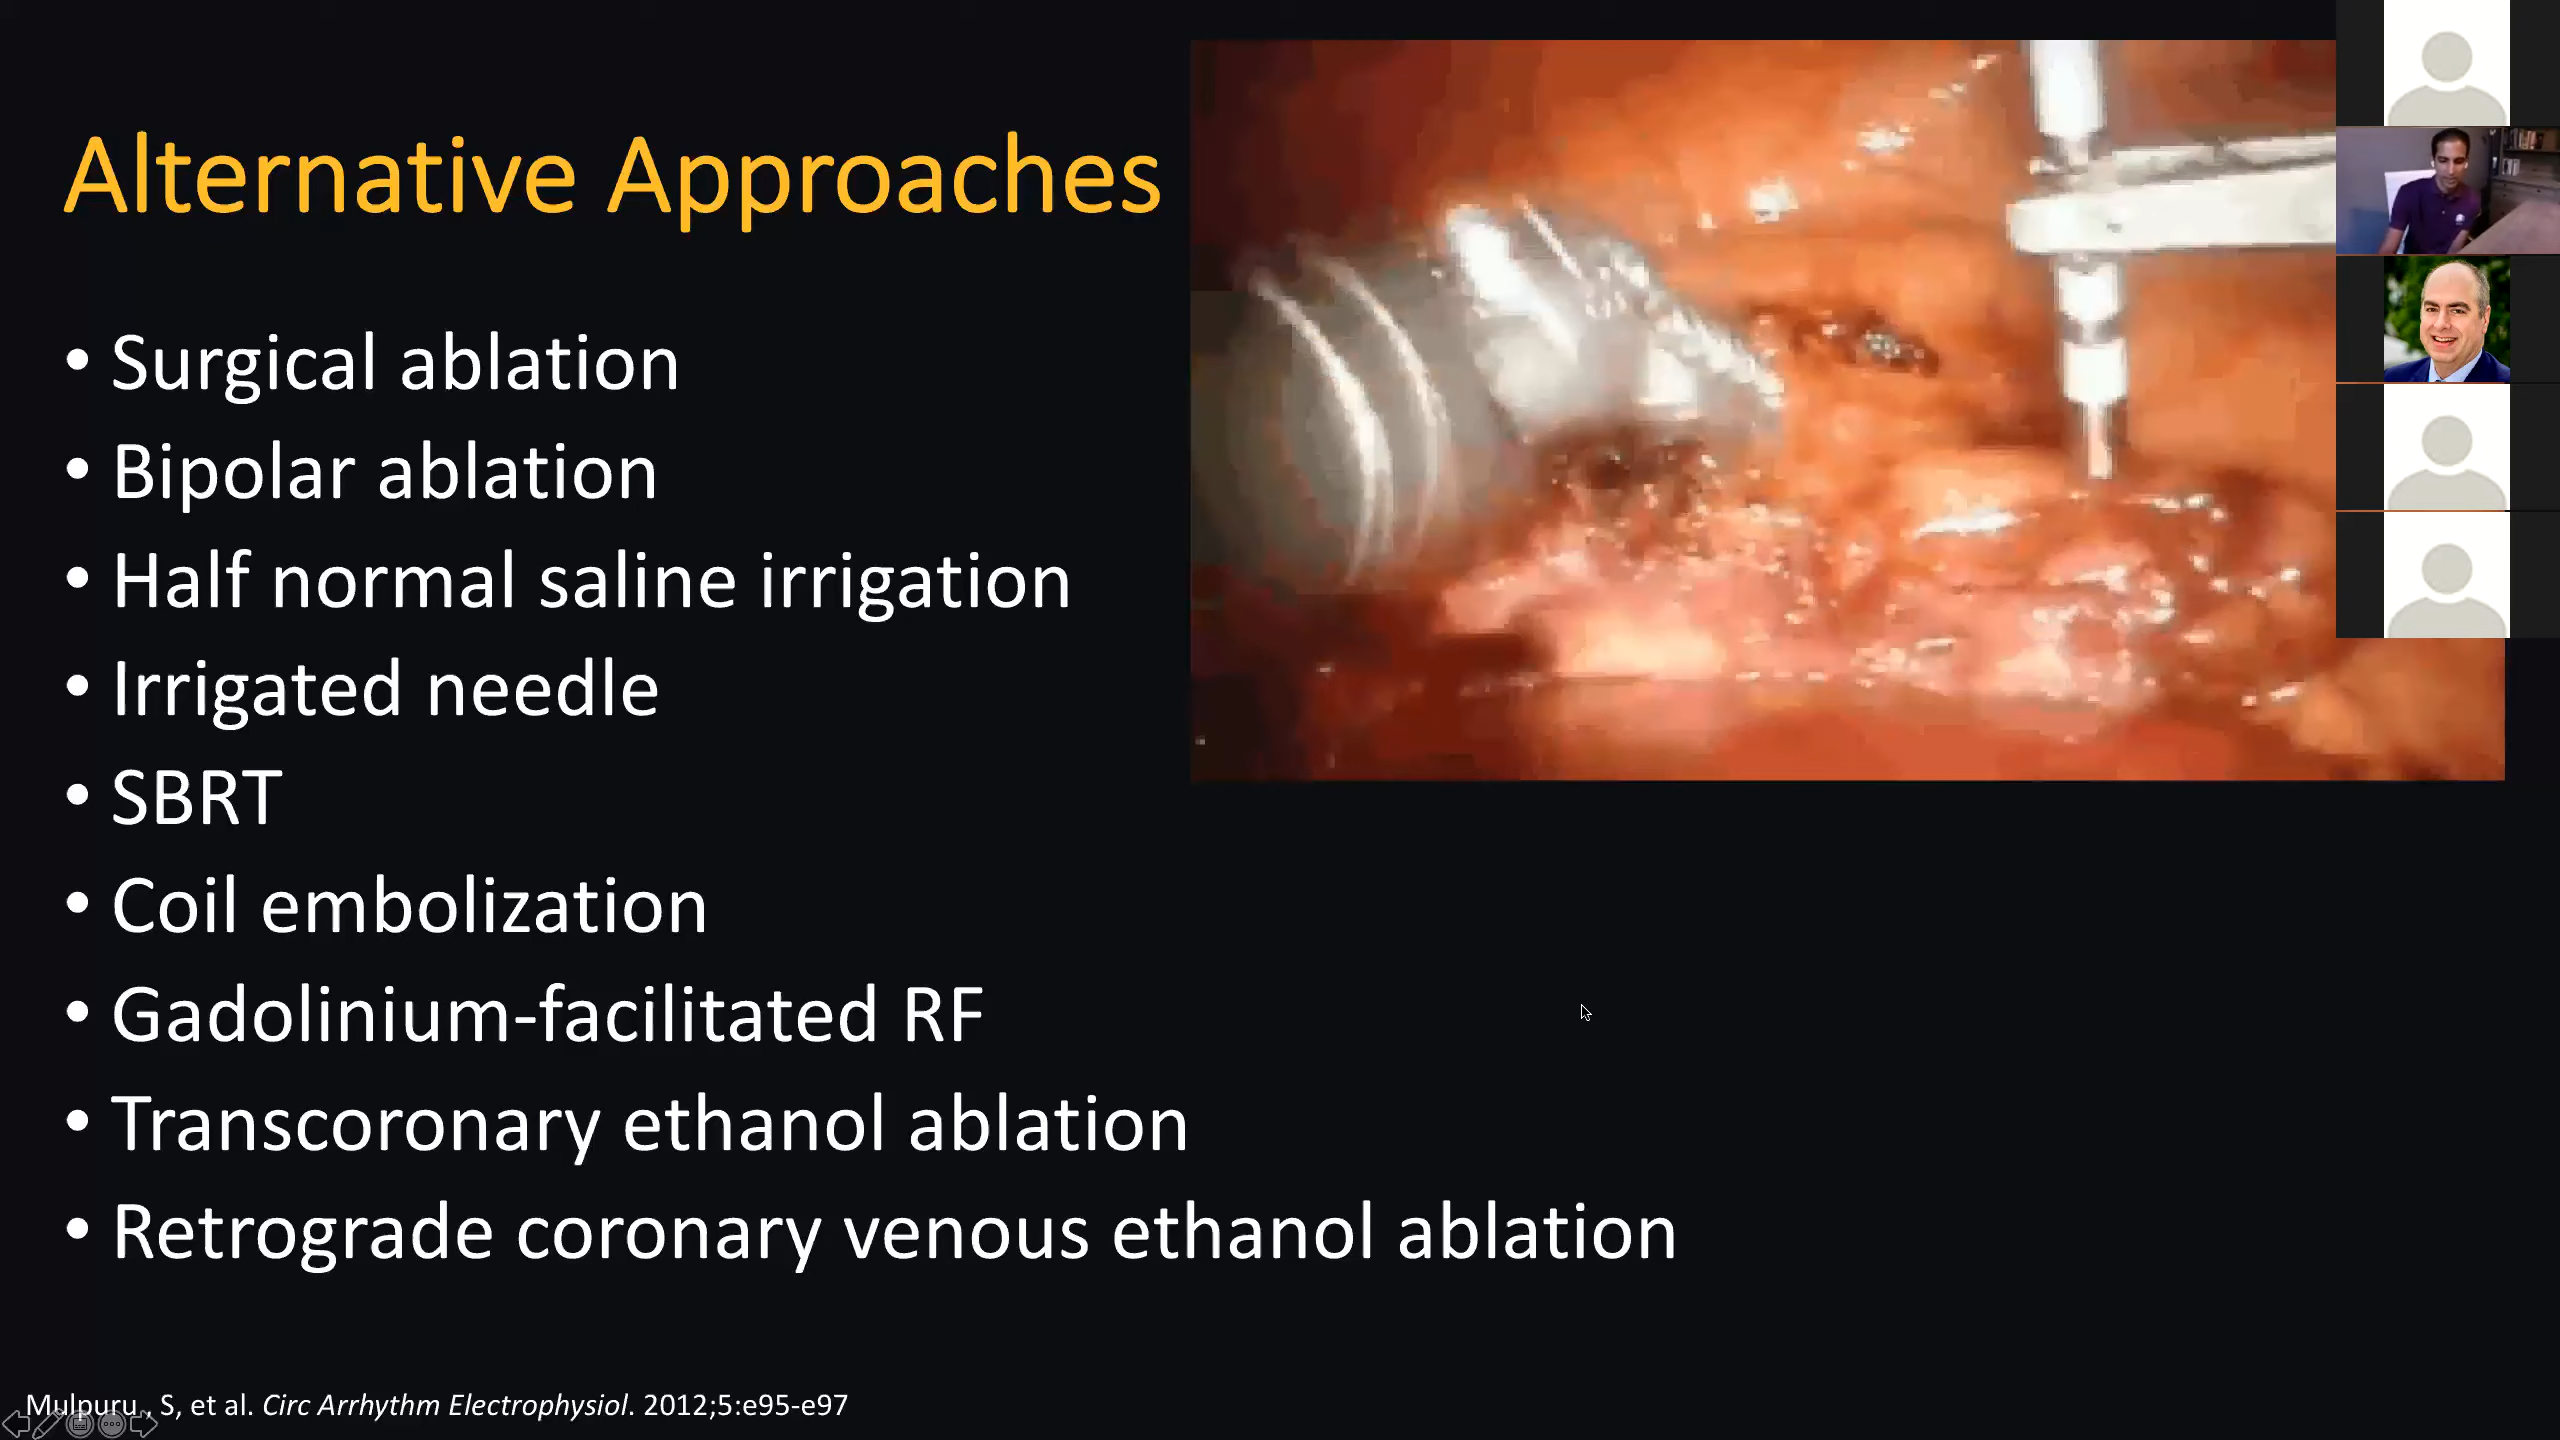 Alternative Approaches
• Surgical ablation
• Bipolar ablation
• Half normal saline irrigation
• Irrigated needle
• SBRT
• Coil embolization
• Gadolinium-facilitated RF
• Transcoronary ethanol ablation
• Retrograde coronary venous ethanol ablation
Mulpuru , S, et al. Circ Arrhythm Electrophysiol. 2012;5:e95-e97